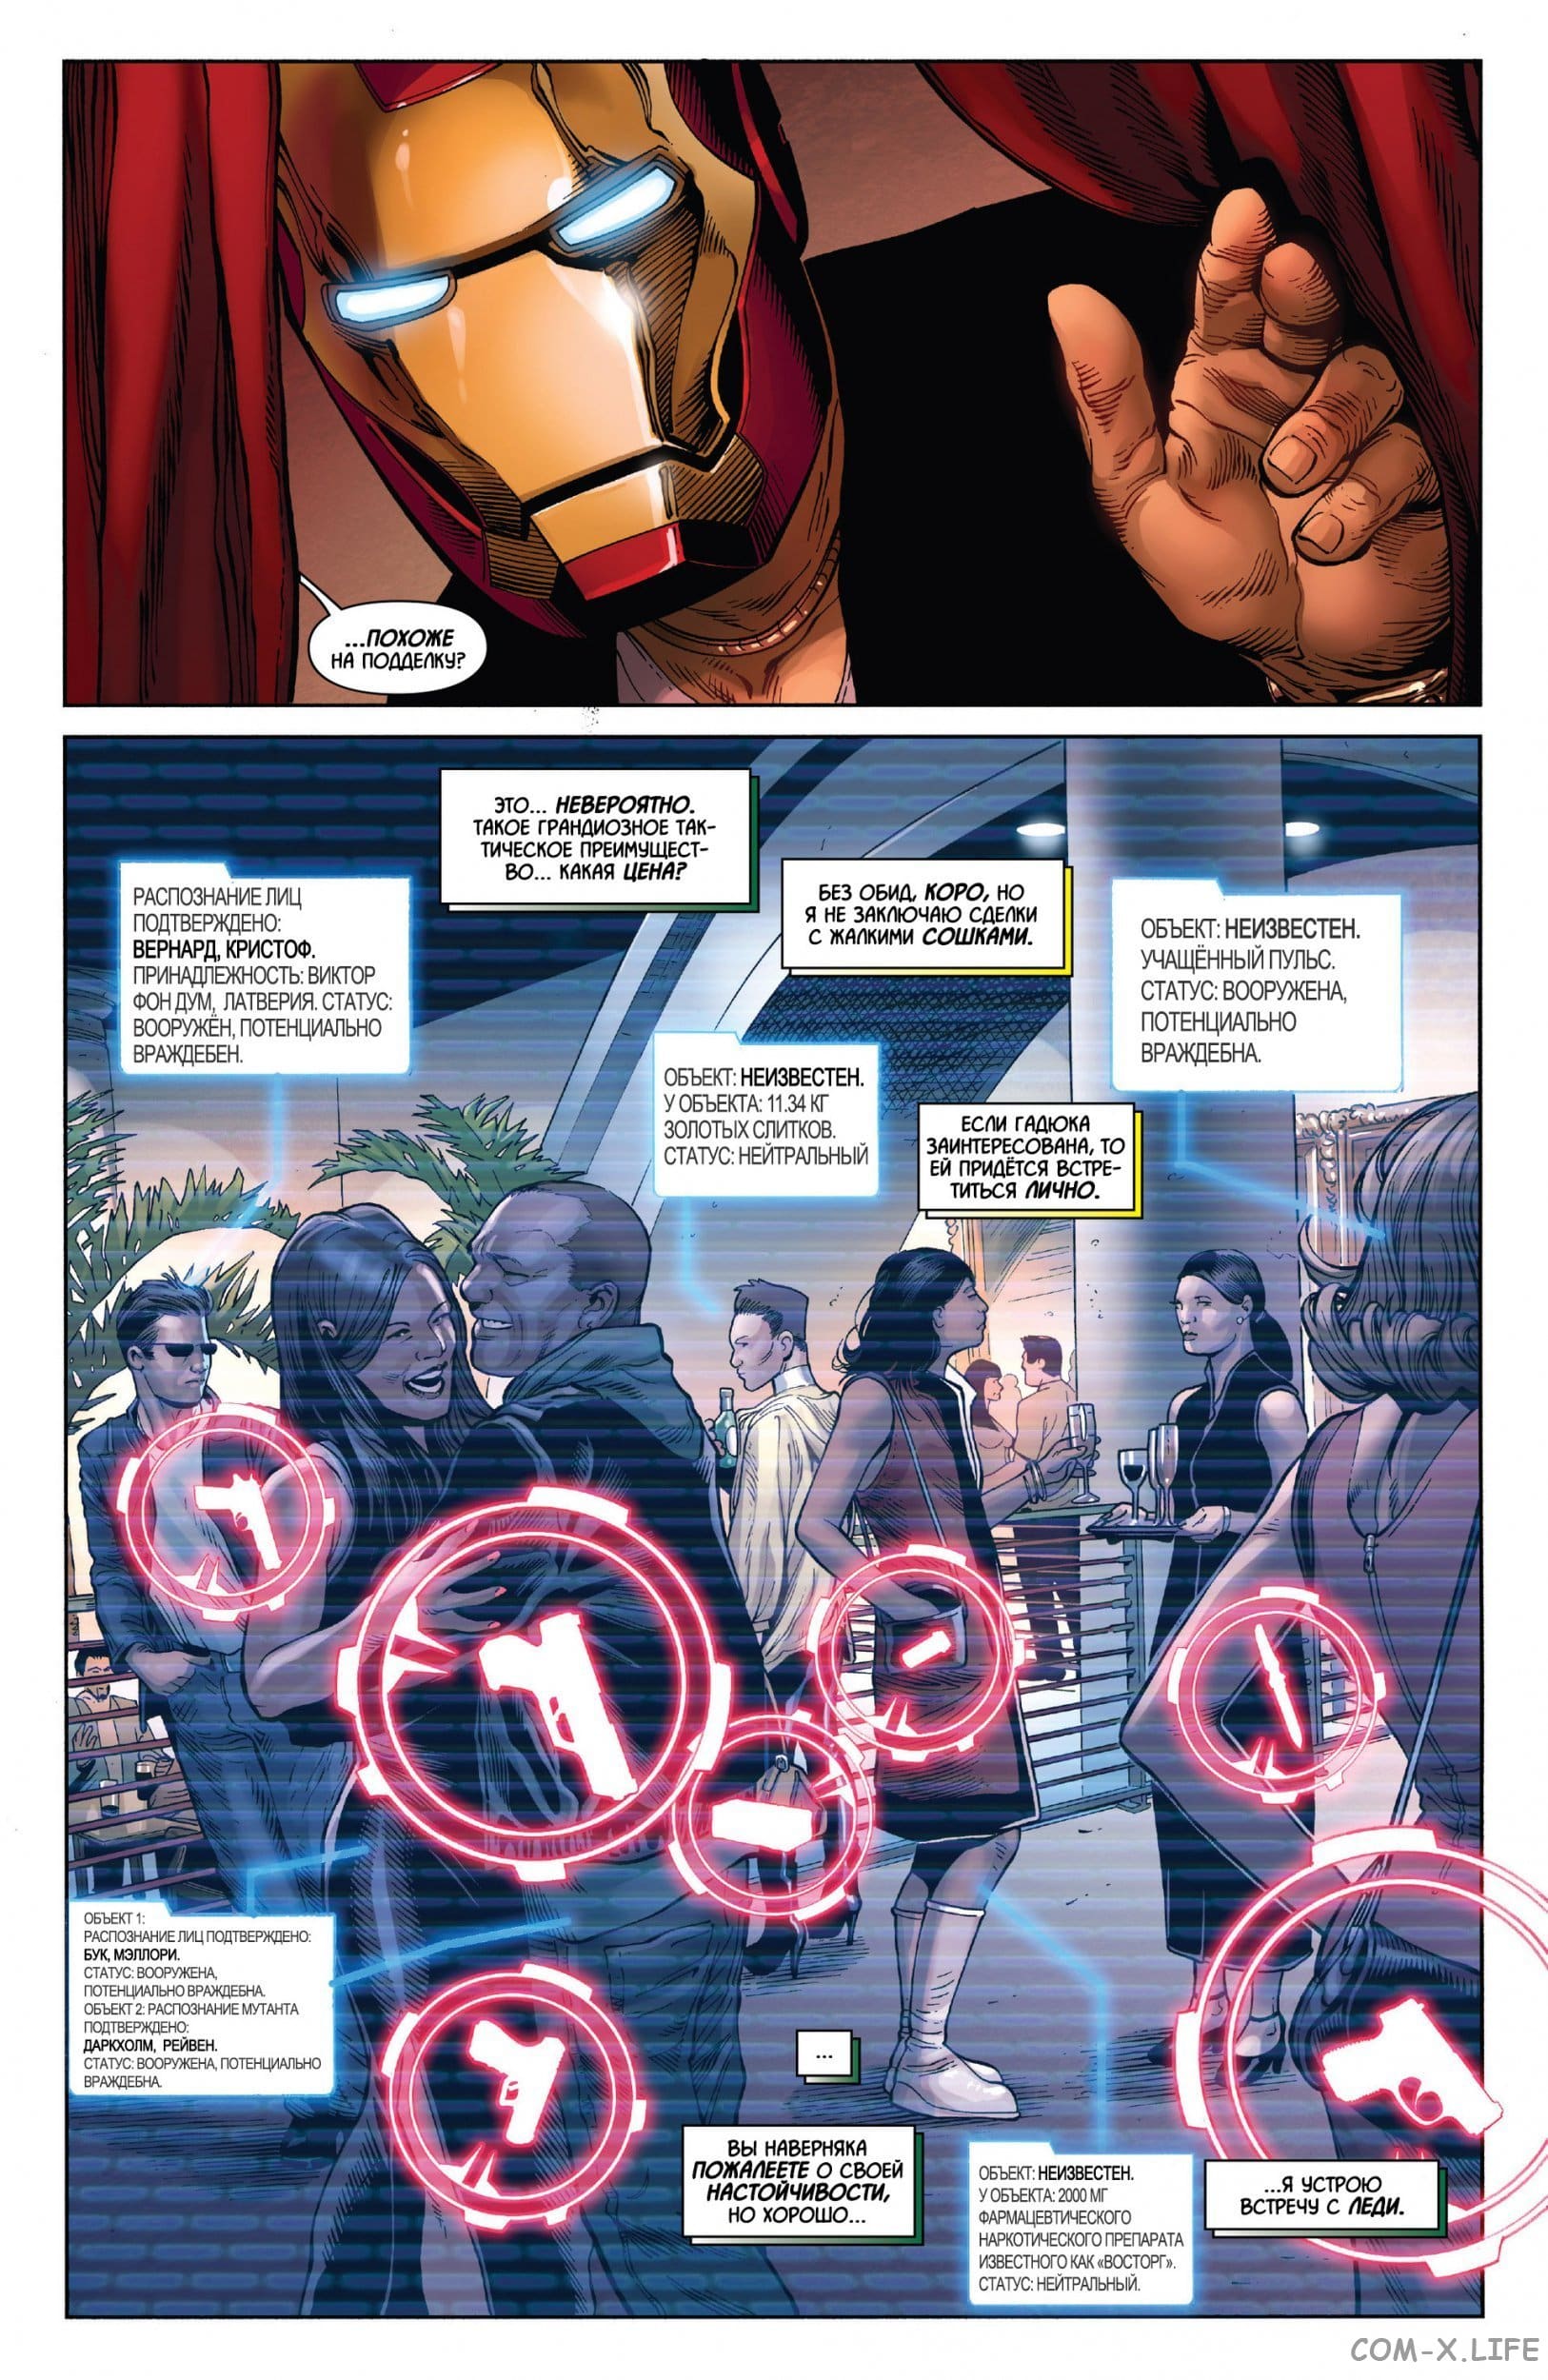 ...ПОХОЖЕ
НА ПОДДЕЛКУ?
ЭТО... НЕВЕРОЯТНО.
ТАКОЕ ГРАНДИОЗНОЕ ТАК-
ТИЧЕСКОЕ ПРЕИМУЩЕСТ-
ВО... КАКАЯ ЦЕНА?
РАСПОЗНАНИЕ ЛИЦ
ПОДТВЕРЖДЕНО:
ВЕРНАРД, КРИСТОФ.
ПРИНАДЛЕЖНОСТЬ: ВИКТОР
ФОН ДУМ, ЛАТВЕРИЯ. СТАТУС:
ВООРУЖЁН, ПОТЕНЦИАЛЬНО
ВРАЖДЕБЕН.
БЕЗ ОБИД, КОРО, НО
Я НЕ ЗАКЛЮЧАЮ СДЕЛКИ
С ЖАЛКИМИ СОШКАМИ.
ОБЪЕКТ: НЕИЗВЕСТЕН.
УЧАЩЁННЫЙ ПУЛЬС.
СТАТУС: ВООРУЖЕНА,
ПОТЕНЦИАЛЬНО
ВРАЖДЕБНА.
ОБЪЕКТ: НЕИЗВЕСТЕН.
У ОБЪЕКТА: 11.34 КГ
ЗОЛОТЫХ СЛИТКОВ.
СТАТУС: НЕЙТРАЛЬНЫЙ
ЕСЛИ ГАДЮКА
ЗАИНТЕРЕСОВАНА, ТО
ЕЙ ПРИДЁТСЯ ВСТРЕ-
ТИТЬСЯ ЛИЧНО.
ОБЪЕКТ 1:
РАСПОЗНАНИЕ ЛИЦ ПОДТВЕРЖДЕНО:
БУК, МЭЛЛОРИ.
СТАТУС: ВООРУЖЕНА,
ПОТЕНЦИАЛЬНО ВРАЖДЕБНА.
ОБЪЕКТ 2: РАСПОЗНАНИЕ МУТАНТА
ПОДТВЕРЖДЕНО:
ДАРКХОЛМ, РЕЙВЕН.
СТАТУС: ВООРУЖЕНА, ПОТЕНЦИАЛЬНО
ВРАЖДЕБНА.
...
ВЫ НАВЕРНЯКА
ПОЖАЛЕЕТЕ О СВОЕЙ
НАСТОЙЧИВОСТИ,
НО ХОРОШО...
ОБЪЕКТ: НЕИЗВЕСТЕН.
У ОБЪЕКТА: 2000 МГ
ФАРМАЦЕВТИЧЕСКОГО
НАРКОТИЧЕСКОГО ПРЕПАРАТА
ИЗВЕСТНОГО КАК «ВОСТОРГ».
СТАТУС: НЕЙТРАЛЬНЫЙ.
...Я УСТРОЮ
ВСТРЕЧУ С ЛЕДИ.
COM-X.LIFE